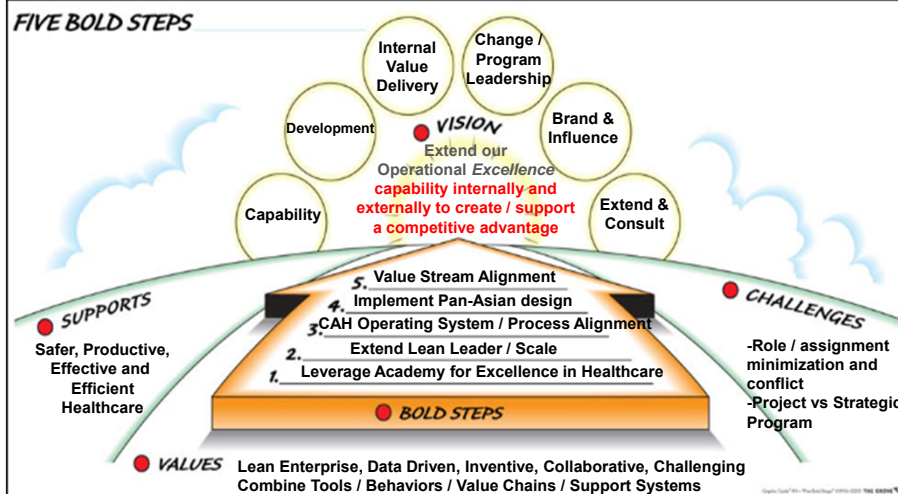 FIVE BOLD STEPS
Internal
Value
Delivery
Change /
Program
Leadership
Development
Brand &
Influence
Capability
Extend &
Consult
VISION
Extend our
Operational Excellence
capability internally and
externally to create / support
a competitive advantage
5. Value Stream Alignment
4. Implement Pan-Asian design
3. CAH Operating System / Process Alignment
2. Extend Lean Leader / Scale
1. Leverage Academy for Excellence in Healthcare
BOLD STEPS
SUPPORTS
Safer, Productive,
Effective and
Efficient
Healthcare
CHALLENGES
-Role / assignment
minimization and
conflict
-Project vs Strategic
Program
VALUES
Lean Enterprise, Data Driven, Inventive, Collaborative, Challenging
Combine Tools / Behaviors / Value Chains / Support Systems
THE GROVE